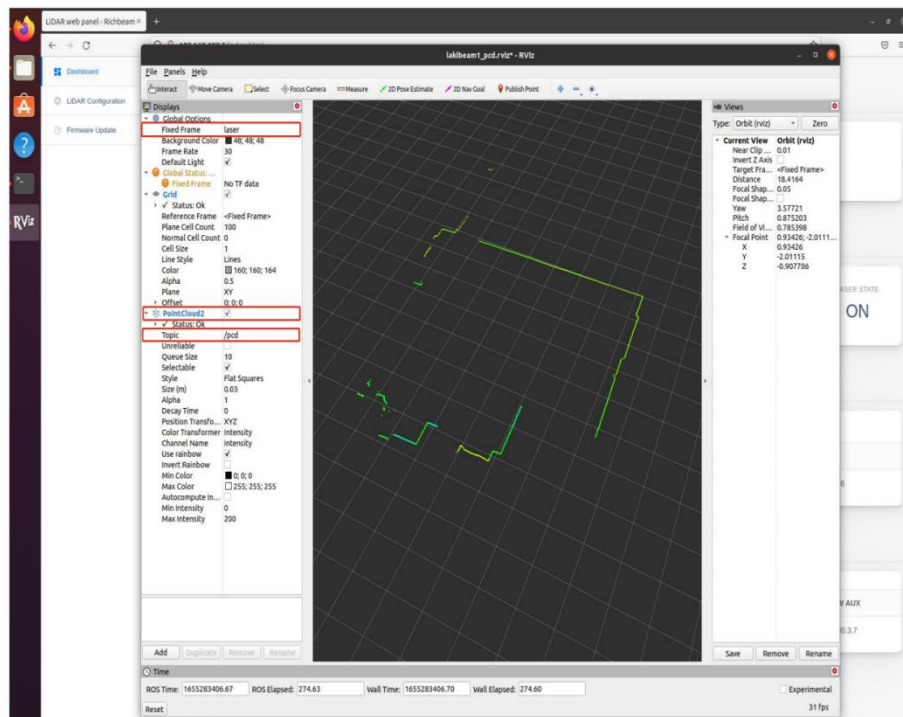 LiDAR web panel - Richbeam × +
lakibeam1_pcd.rviz* - RViz
Dashboard
LiDAR Configuration
Firmware Update
File Panels Help
Interact Move Camera Select Focus Camera Measure 2D Pose Estimate 2D Nav Goal Publish Point
Displays
Global Options
Fixed Frame laser
Background Color 48; 48; 48
Frame Rate 30
Default Light ✓
Global Status: ...
Fixed Frame No TF data
Grid ✓
✓ Status: Ok
Reference Frame <Fixed Frame>
Plane Cell Count 100
Normal Cell Count 0
Cell Size 1
Line Style Lines
Color 160; 160; 164
Alpha 0.5
Plane XY
Offset 0; 0; 0
PointCloud2 ✓
✓ Status: Ok
Topic /pcd
Unreliable
Queue Size 10
Selectable ✓
Style Flat Squares
Size (m) 0.03
Alpha 1
Decay Time 0
Position Transfo... XYZ
Color Transformer Intensity
Channel Name intensity
Use rainbow ✓
Invert Rainbow
Min Color 0; 0; 0
Max Color 255; 255; 255
Autocompute In...
Min Intensity 0
Max Intensity 200
Add Duplicate Remove Rename
Views
Type: Orbit (rviz) Zero
Current View Orbit (rviz)
Near Clip ... 0.01
Invert Z Axis
Target Fra... <Fixed Frame>
Distance 18.4164
Focal Shap... 0.05
Focal Shap...
Yaw 3.57721
Pitch 0.875203
Field of Vi... 0.785398
Focal Point 0.93426; -2.0111...
X 0.93426
Y -2.01115
Z -0.907706
Save Remove Rename
ASER STATE
ON
6
W AUX
0.3.7
RViz
Time
ROS Time: 1655283406.67 ROS Elapsed: 274.63 Wall Time: 1655283406.70 Wall Elapsed: 274.60 Experimental
Reset 31 fps